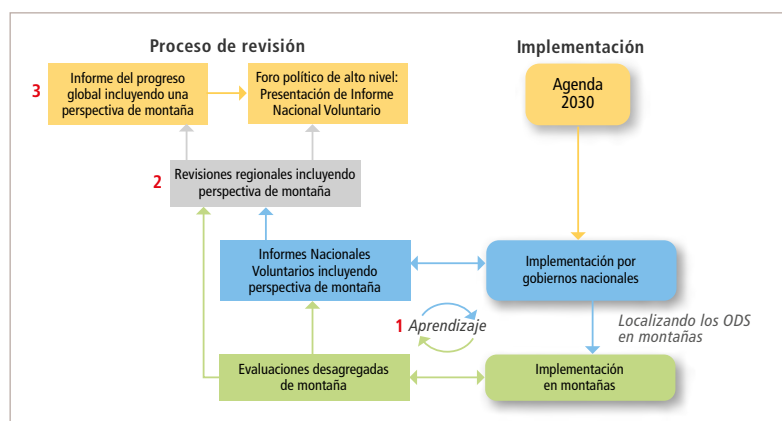 Proceso de revisión
Implementación
3
Informe del progreso
global incluyendo una
perspectiva de montaña
Foro político de alto nivel:
Presentación de Informe
Nacional Voluntario
Agenda
2030
2
Revisiones regionales incluyendo
perspectiva de montaña
Informes Nacionales
Voluntarios incluyendo
perspectiva de montaña
Implementación por
gobiernos nacionales
1 Aprendizaje
Localizando los ODS
en montañas
Evaluaciones desagregadas
de montaña
Implementación
en montañas